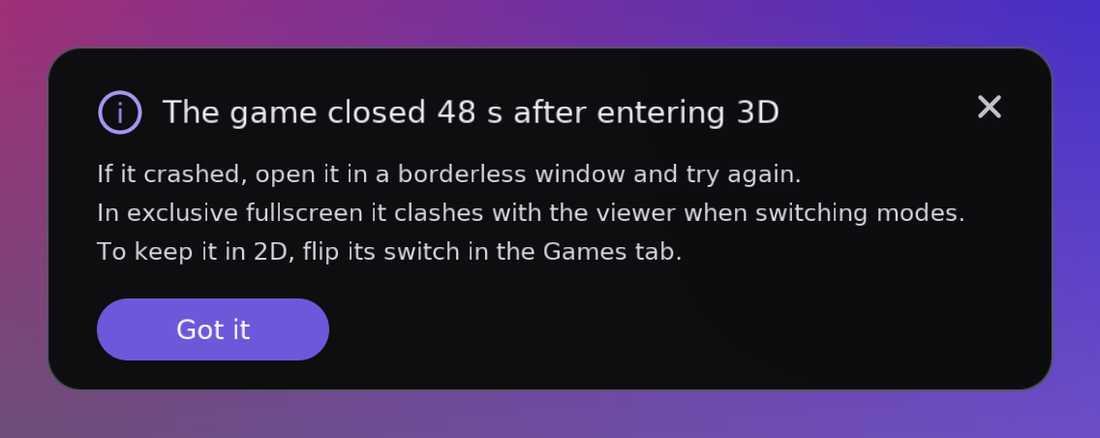 The game closed 48 s after entering 3D
If it crashed, open it in a borderless window and try again.
In exclusive fullscreen it clashes with the viewer when switching modes.
To keep it in 2D, flip its switch in the Games tab.
Got it